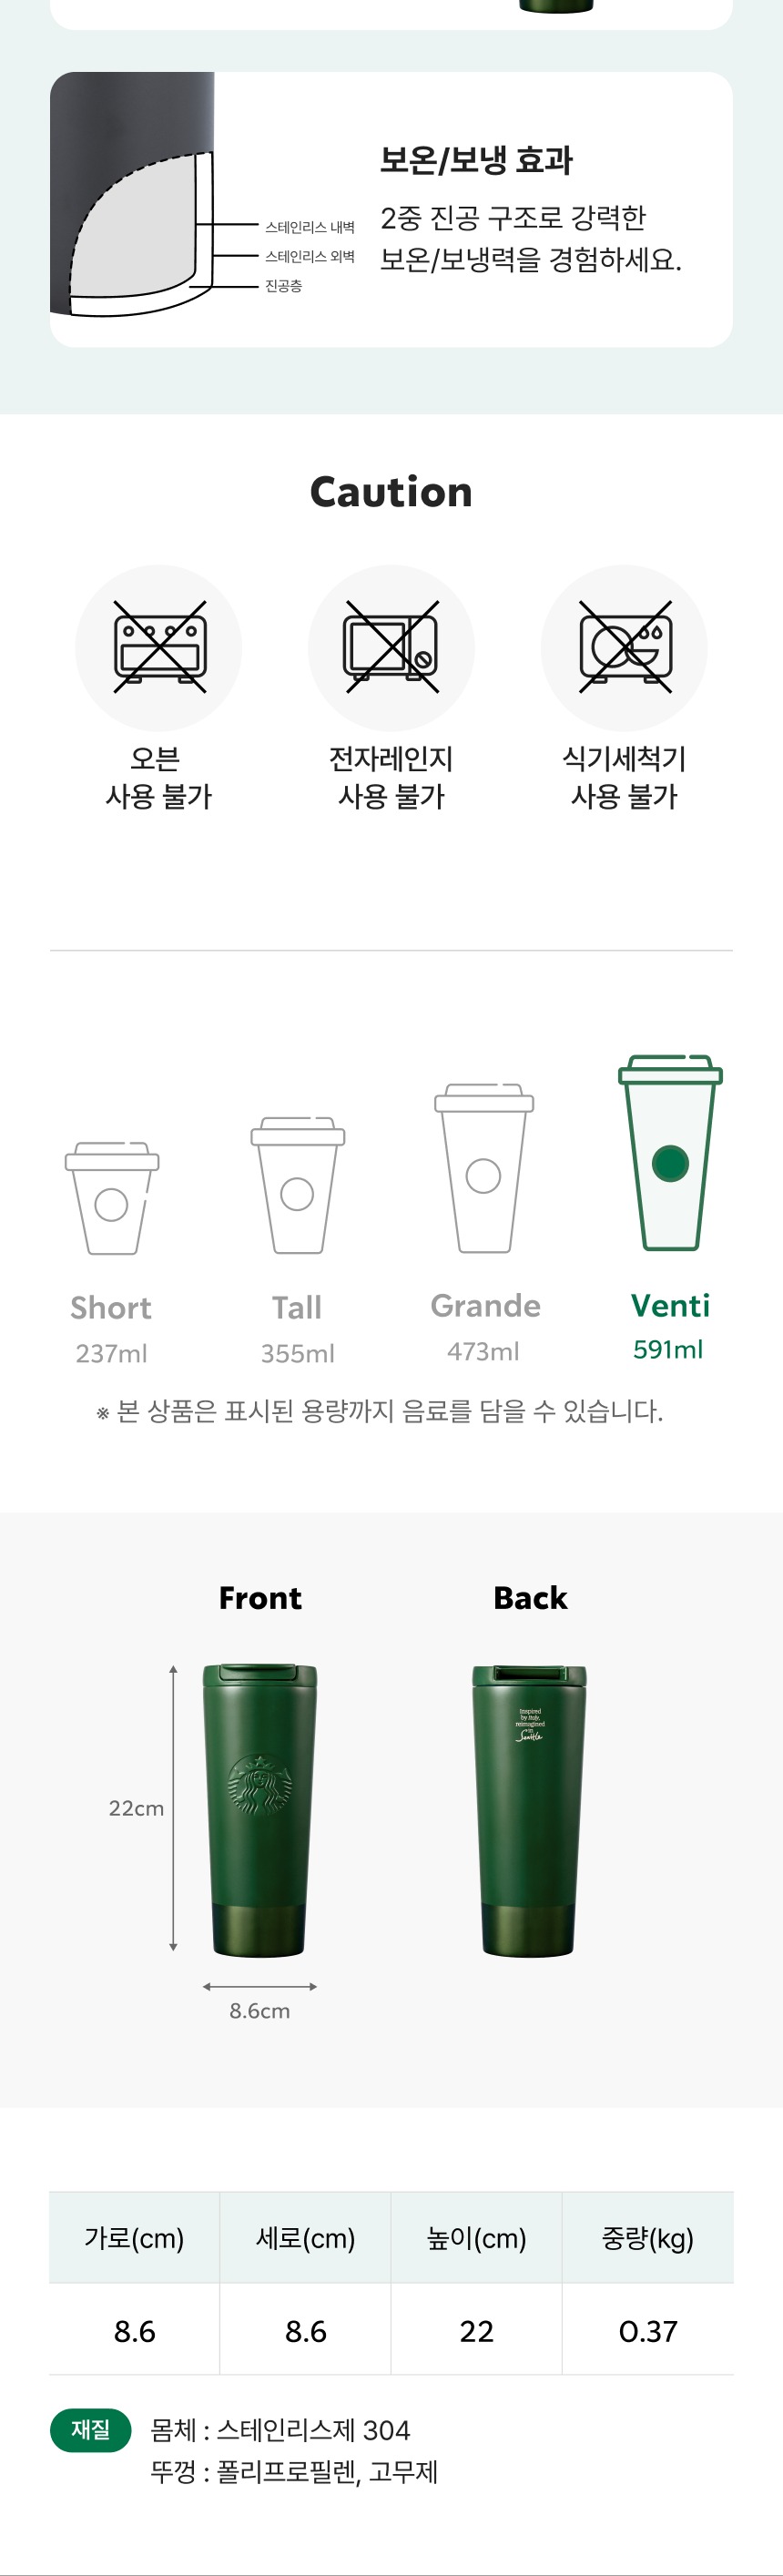 보온/보냉 효과
2중 진공 구조로 강력한
보온/보냉력을 경험하세요.
스테인리스 내벽
스테인리스 외벽
진공층
Caution
오븐
사용 불가
전자레인지
사용 불가
식기세척기
사용 불가
Short
237ml
Tall
355ml
Grande
473ml
Venti
591ml
※ 본 상품은 표시된 용량까지 음료를 담을 수 있습니다.
Front
Back
22cm
8.6cm
Inspired
by Italy,
reimagined
in
Seattle
가로(cm) 세로(cm) 높이(cm) 중량(kg)
8.6 8.6 22 0.37
재질 몸체 : 스테인리스제 304
뚜껑 : 폴리프로필렌, 고무제